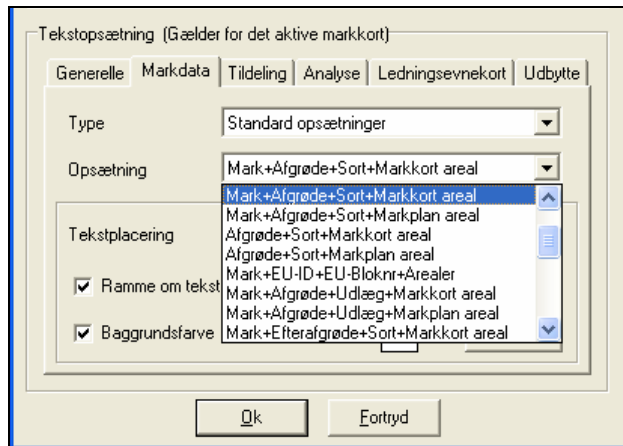 Tekstopsætning (Gælder for det aktive markkort)
Generelle Markdata Tildeling Analyse Ledningsevnekort Udbytte
Type Standard opsætninger
Opsætning Mark+Afgrøde+Sort+Markkort areal
Mark+Afgrøde+Sort+Markkort areal
Mark+Afgrøde+Sort+Markplan areal
Tekstplacering Afgrøde+Sort+Markkort areal
Afgrøde+Sort+Markplan areal
Mark+EU-ID+EU-Bloknr+Arealer
Ramme om tekst Mark+Afgrøde+Udlæg+Markkort areal
Mark+Afgrøde+Udlæg+Markplan areal
Baggrundsfarve Mark+Efterafgrøde+Sort+Markkort areal
Ok Fortryd